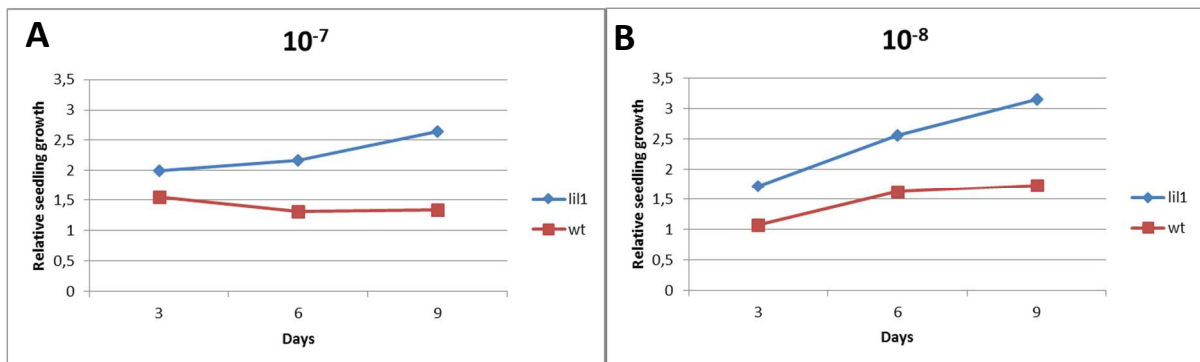 A
10⁻⁷
Relative seedling growth
3,5
3
2,5
2
1,5
1
0,5
0
3 6 9
Days
lil1
wt
B
10⁻⁸
Relative seedling growth
3,5
3
2,5
2
1,5
1
0,5
0
3 6 9
Days
lil1
wt